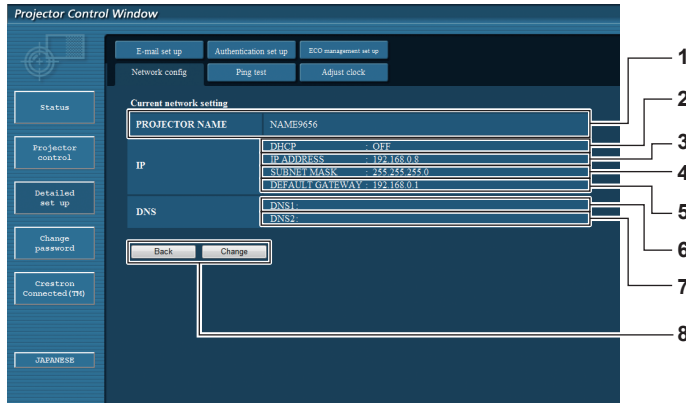 Projector Control Window
E-mail set up
Authentication set up
ECO management set up
Network config
Ping test
Adjust clock
Status
Projector control
Detailed set up
Change password
Crestron Connected(TM)
JAPANESE
Current network setting
PROJECTOR NAME NAME9656
IP
DHCP : OFF
IP ADDRESS : 192.168.0.8
SUBNET MASK : 255.255.255.0
DEFAULT GATEWAY : 192.168.0.1
DNS
DNS1:
DNS2:
Back
Change
1
2
3
4
5
6
7
8